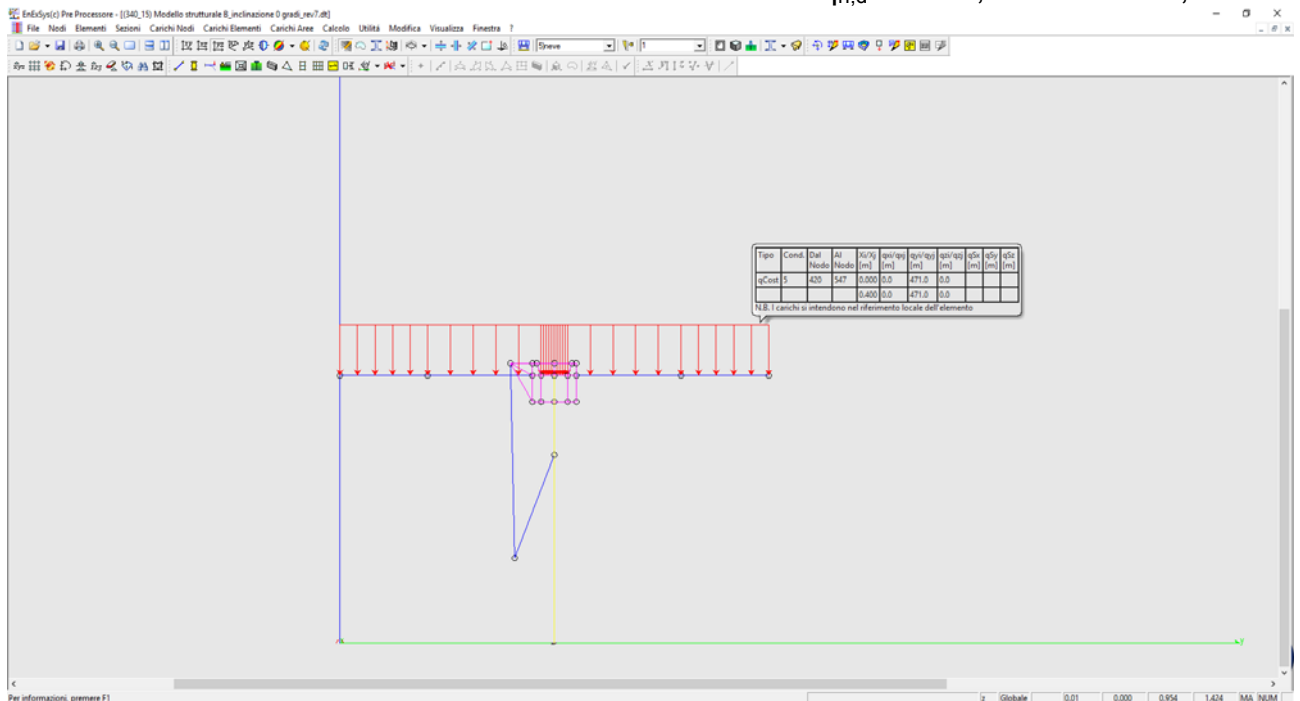 EnExSys(c) Pre Processore - [(340_15) Modello strutturale B_inclinazione 0 gradi_rev7.dt]
File Nodi Elementi Sezioni Carichi Nodi Carichi Elementi Carichi Aree Calcolo Utilità Modifica Visualizza Finestra ?
5neve 1
Tipo Cond. Dal Nodo Al Nodo Xi/Xj [m] qxi/qxj [m] qyi/qyj [m] qzi/qzj [m] qSx [m] qSy [m] qSz [m]
qCost 5 420 547 0.000 0.0 471.0 0.0
0.400 0.0 471.0 0.0
N.B. I carichi si intendono nel riferimento locale dell'elemento
Per informazioni, premere F1
z Globale 0.01 0.000 0.954 1.424 MA NUM